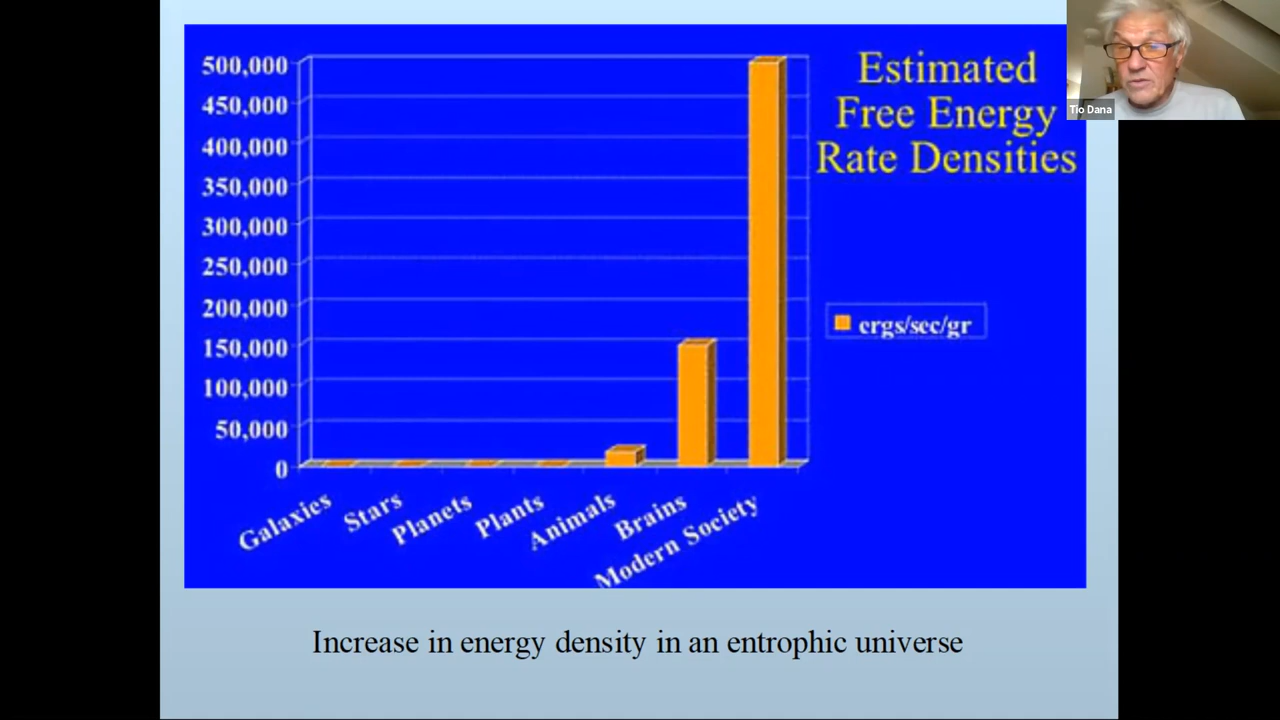 Estimated
Free Energy
Rate Densities
Tio Dana
500,000
450,000
400,000
350,000
300,000
250,000
200,000
150,000
100,000
50,000
0
ergs/sec/gr
Galaxies
Stars
Planets
Plants
Animals
Brains
Modern Society
Increase in energy density in an entrophic universe